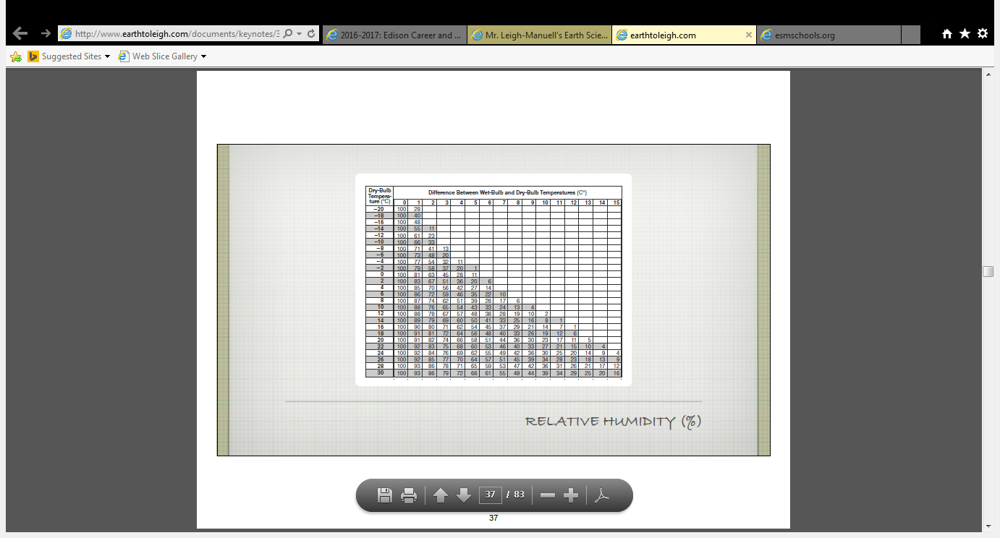 http://www.earthtoleigh.com/documents/keynotes/3
2016-2017: Edison Career and ...
Mr. Leigh-Manuell's Earth Scie...
earthtoleigh.com
esmschools.org
Suggested Sites
Web Slice Gallery
Dry-Bulb Tempera-ture (°C)
Difference Between Wet-Bulb and Dry-Bulb Temperatures (C°)
0 1 2 3 4 5 6 7 8 9 10 11 12 13 14 15
−20 100 28
−18 100 40
−16 100 48
−14 100 55 11
−12 100 61 23
−10 100 66 33
−8 100 71 41 13
−6 100 73 48 20
−4 100 77 54 32 11
−2 100 79 58 37 20 1
0 100 81 63 45 28 11
2 100 83 67 51 36 20 6
4 100 85 70 56 42 27 14
6 100 86 72 59 46 35 22 10
8 100 87 74 62 51 39 28 17 6
10 100 88 76 65 54 43 33 24 13 4
12 100 88 78 67 57 48 38 28 19 10 2
14 100 89 79 69 60 50 41 33 25 16 8 1
16 100 90 80 71 62 54 45 37 29 21 14 7 1
18 100 91 81 72 64 56 48 40 33 26 19 12 6
20 100 91 82 74 66 58 51 44 36 30 23 17 11 5
22 100 92 83 75 68 60 53 46 40 33 27 21 15 10 4
24 100 92 84 76 69 62 55 49 42 36 30 25 20 14 9 4
26 100 92 85 77 70 64 57 51 45 39 34 28 23 18 13 9
28 100 93 86 78 71 65 59 53 47 42 36 31 26 21 17 12
30 100 93 86 79 72 66 61 55 49 44 39 34 29 25 20 16
RELATIVE HUMIDITY (%)
37 / 83
37